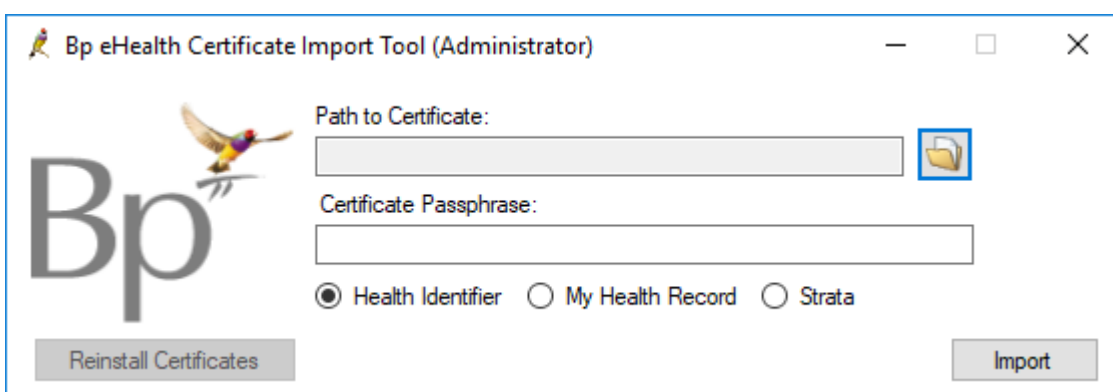 Bp eHealth Certificate Import Tool (Administrator)
Path to Certificate:
Bp
Certificate Passphrase:
Health Identifier My Health Record Strata
Reinstall Certificates Import